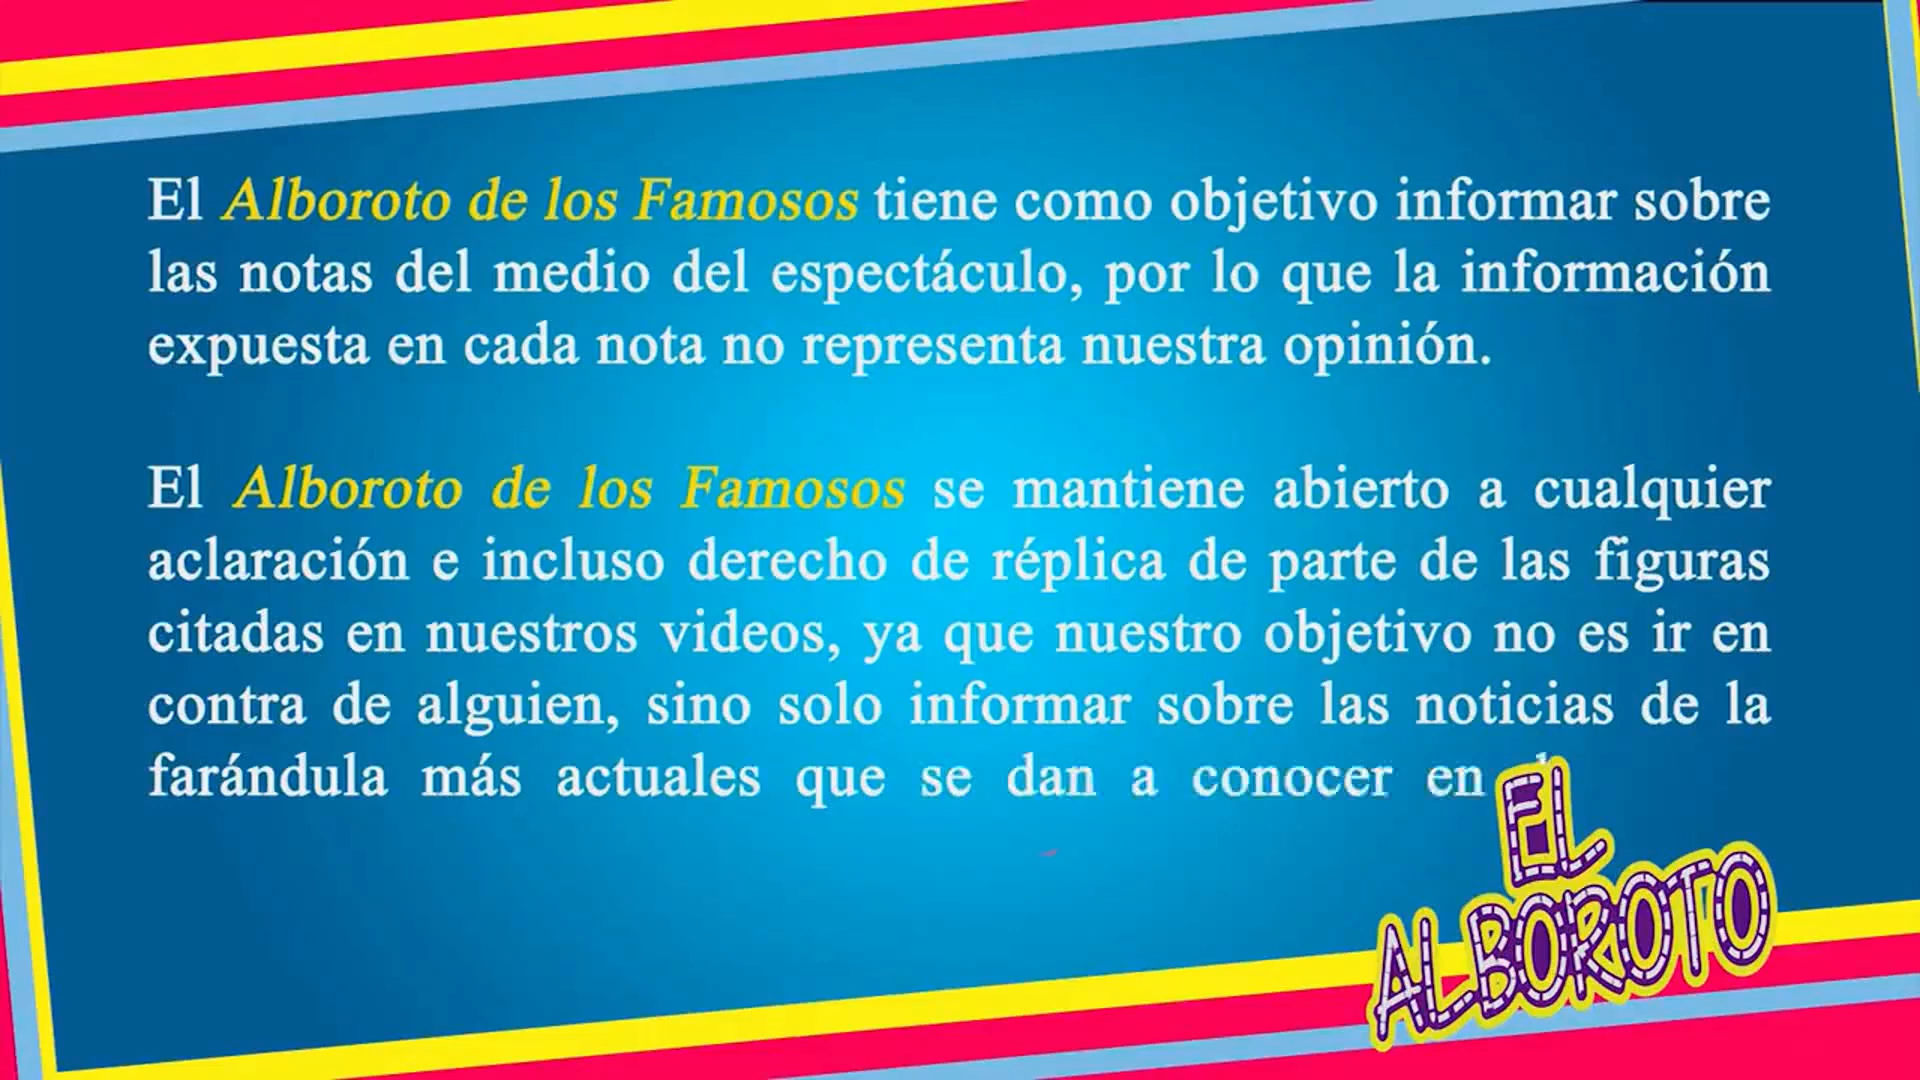 El Alboroto de los Famosos tiene como objetivo informar sobre
las notas del medio del espectáculo, por lo que la información
expuesta en cada nota no representa nuestra opinión.
El Alboroto de los Famosos se mantiene abierto a cualquier
aclaración e incluso derecho de réplica de parte de las figuras
citadas en nuestros videos, ya que nuestro objetivo no es ir en
contra de alguien, sino solo informar sobre las noticias de la
farándula más actuales que se dan a conocer en
EL
ALBOROTO